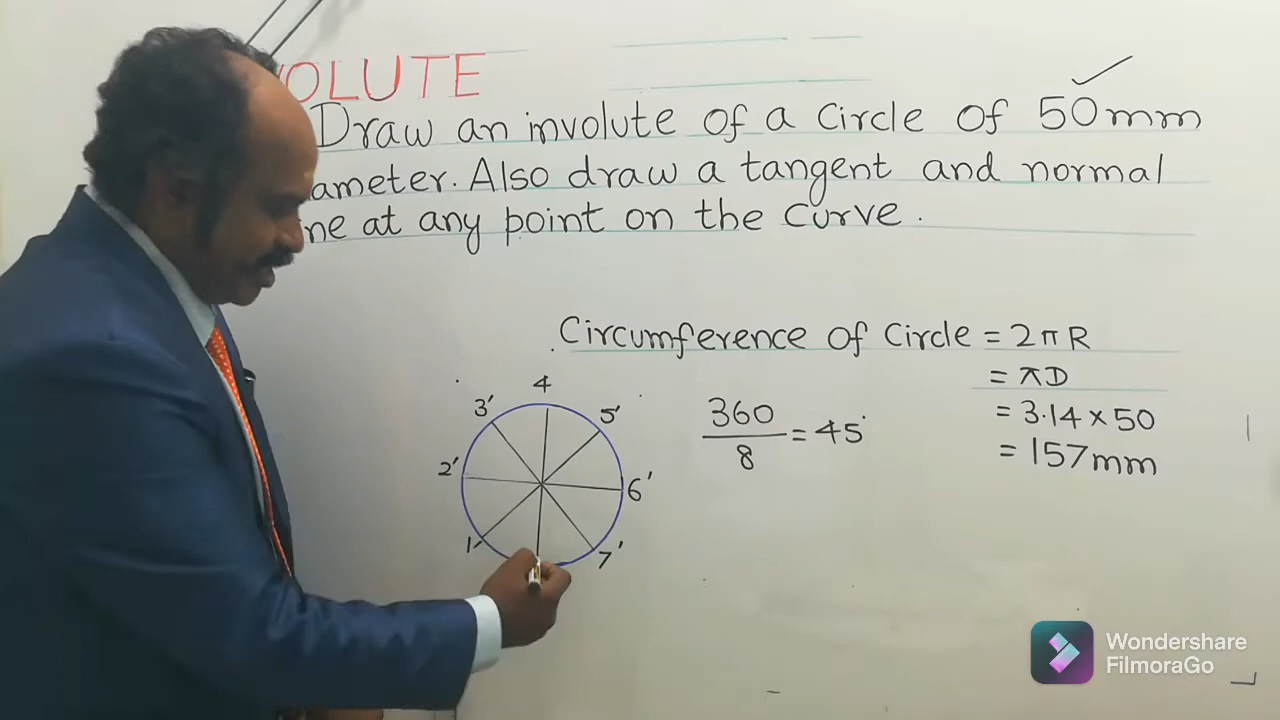 VOLUTE
Draw an involute of a Circle of 50mm
ameter. Also draw a tangent and normal
ne at any point on the curve.
Circumference of Circle = 2πR
= πD
= 3.14 × 50
= 157mm
360
8
= 45°
4
3'
5'
2'
6'
1'
7'
Wondershare
FilmoraGo